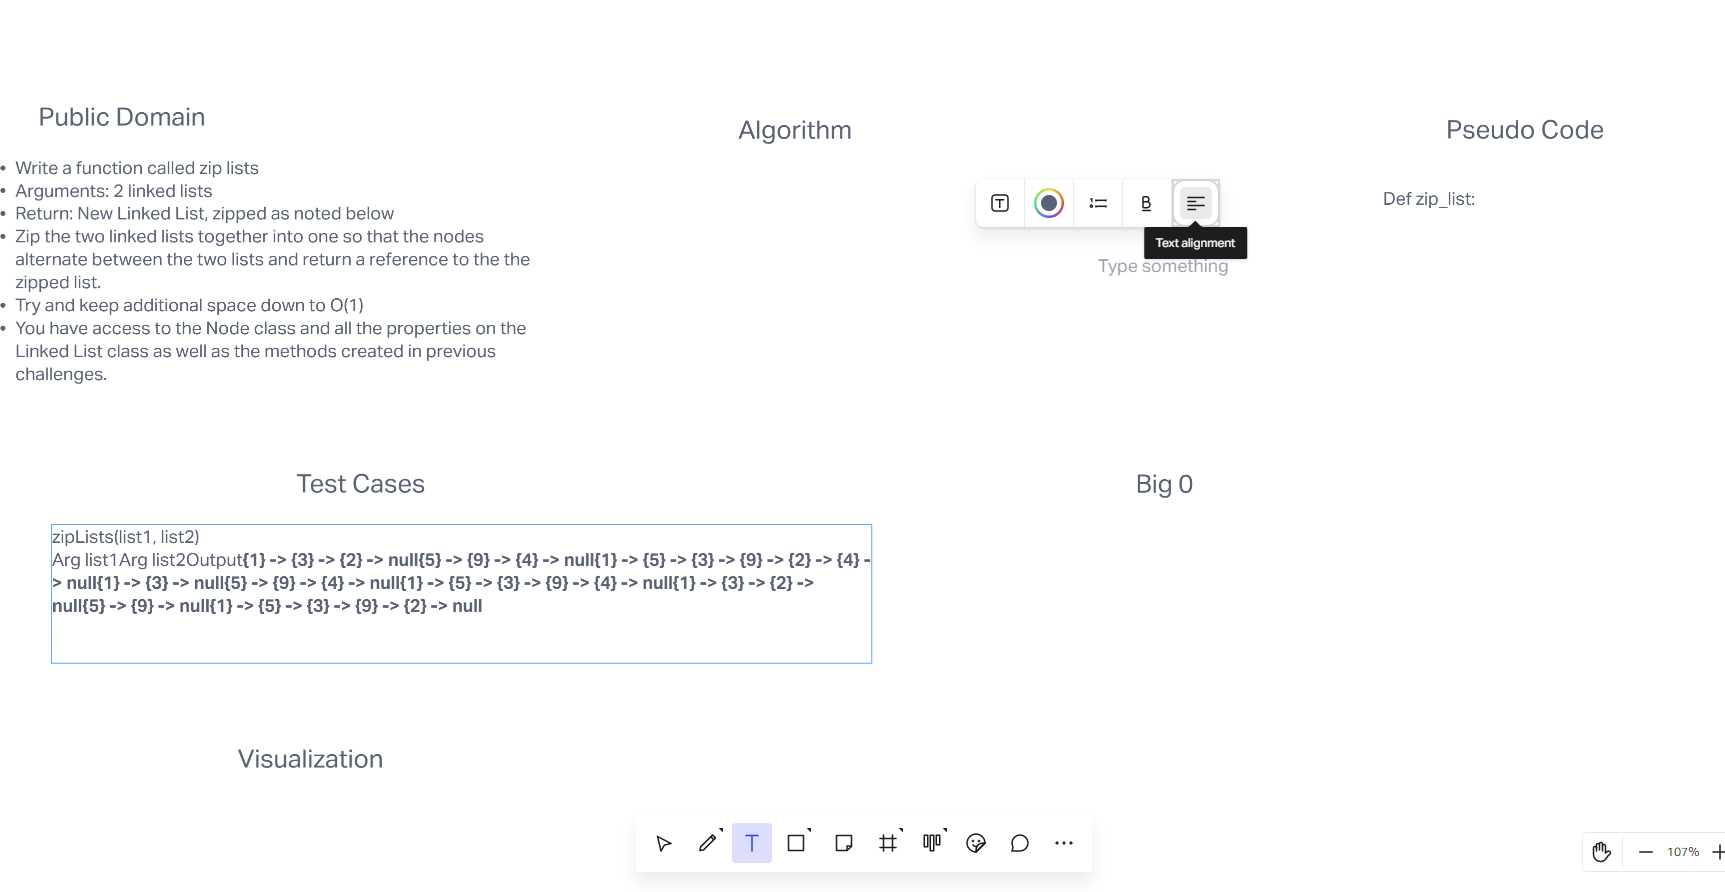 Public Domain
Algorithm
Pseudo Code
• Write a function called zip lists
• Arguments: 2 linked lists
• Return: New Linked List, zipped as noted below
• Zip the two linked lists together into one so that the nodes
alternate between the two lists and return a reference to the the
zipped list.
• Try and keep additional space down to O(1)
• You have access to the Node class and all the properties on the
Linked List class as well as the methods created in previous
challenges.
T
B
Text alignment
Type something
Def zip_list:
Test Cases
Big 0
zipLists(list1, list2)
Arg list1Arg list2Output{1} -> {3} -> {2} -> null{5} -> {9} -> {4} -> null{1} -> {5} -> {3} -> {9} -> {2} -> {4} -
> null{1} -> {3} -> null{5} -> {9} -> {4} -> null{1} -> {5} -> {3} -> {9} -> {4} -> null{1} -> {3} -> {2} ->
null{5} -> {9} -> null{1} -> {5} -> {3} -> {9} -> {2} -> null
Visualization
T
107%